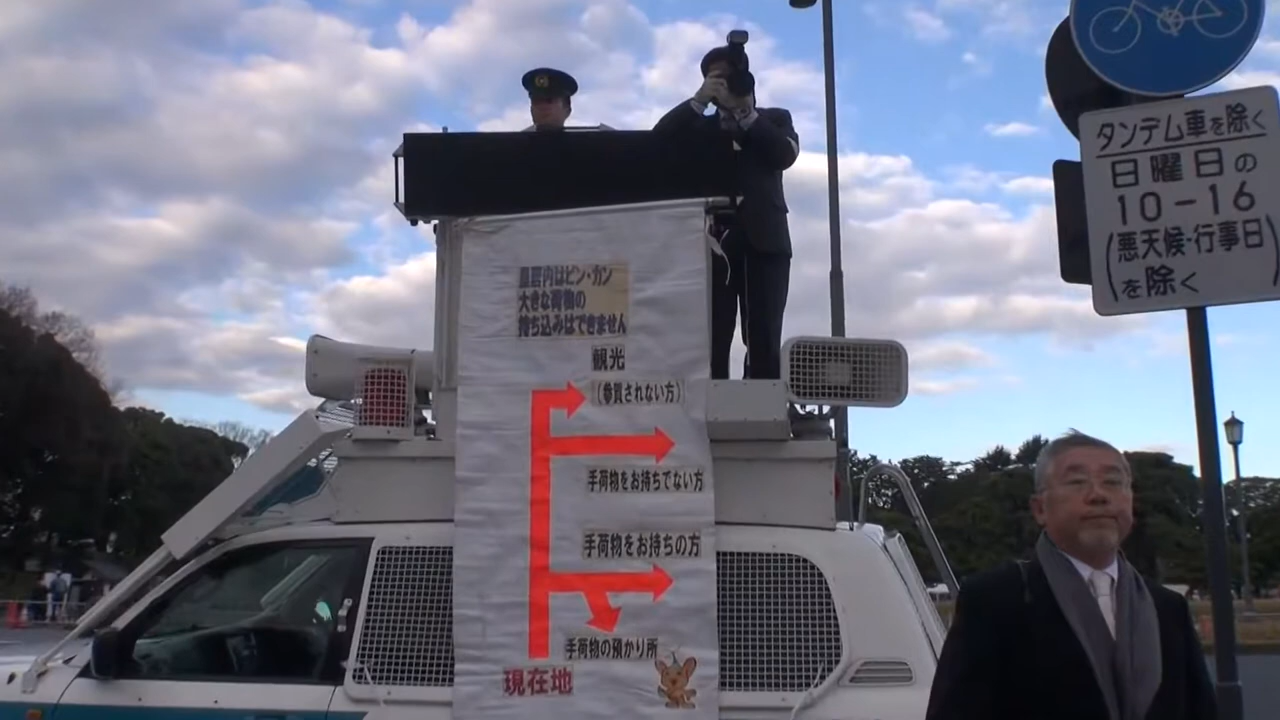 皇居内はビン・カン
大きな荷物の
持ち込みはできません
観光
(参賀されない方)
手荷物をお持ちでない方
手荷物をお持ちの方
手荷物の預かり所
現在地
タンデム車を除く
日曜日の
10-16
(悪天候・行事日)
を除く